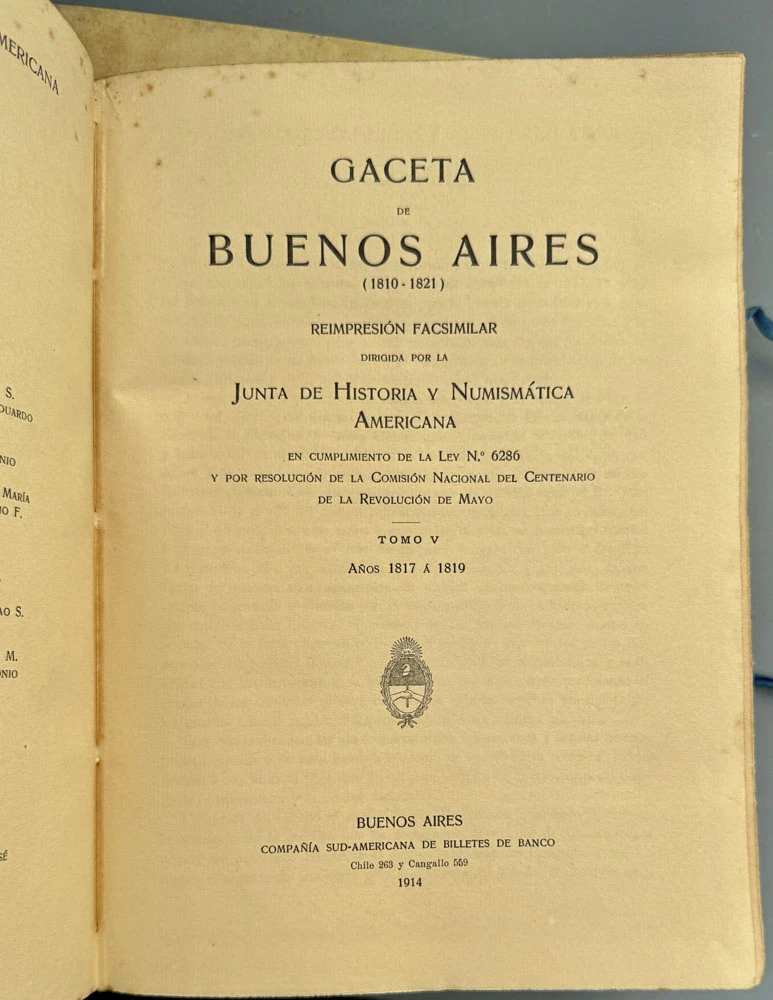 MERICANA
S.
DUARDO
NIO
MARÍA
IO F.
AO S.
M.
ONIO
SÉ
GACETA
DE
BUENOS AIRES
(1810-1821)
REIMPRESIÓN FACSIMILAR
DIRIGIDA POR LA
JUNTA DE HISTORIA Y NUMISMÁTICA
AMERICANA
EN CUMPLIMIENTO DE LA LEY N.º 6286
Y POR RESOLUCIÓN DE LA COMISIÓN NACIONAL DEL CENTENARIO
DE LA REVOLUCIÓN DE MAYO
TOMO V
AÑOS 1817 Á 1819
BUENOS AIRES
COMPAÑÍA SUD-AMERICANA DE BILLETES DE BANCO
Chile 263 y Cangallo 559
1914